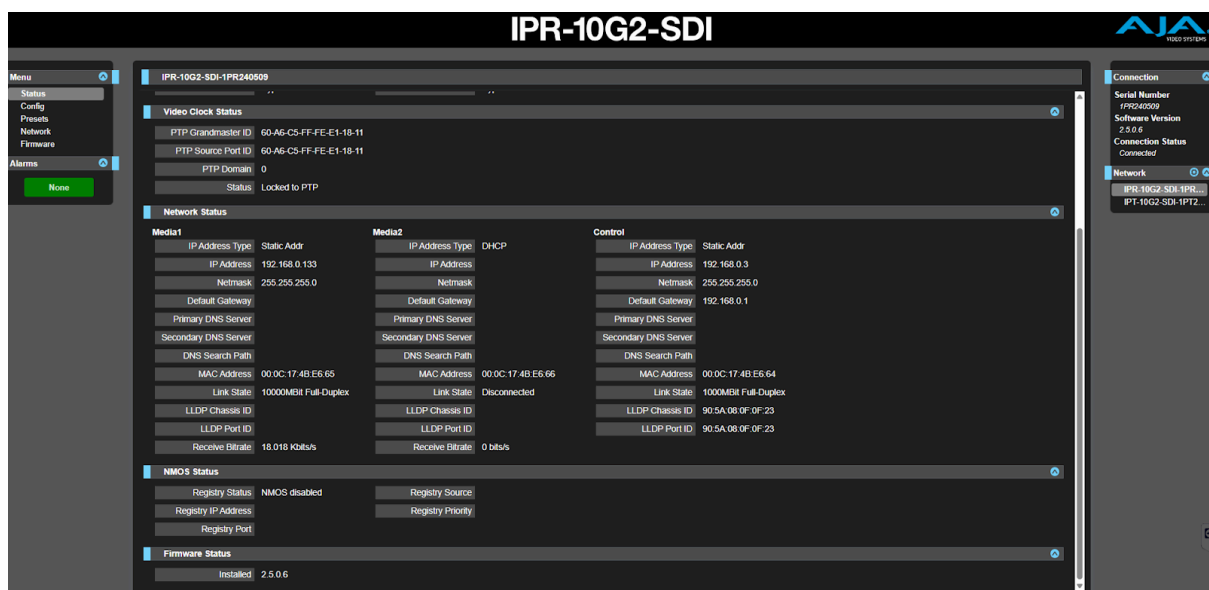 IPR-10G2-SDI
AJA
VIDEO SYSTEMS
Menu
Status
Config
Presets
Network
Firmware
Alarms
None
IPR-10G2-SDI-1PR240509
Video Clock Status
PTP Grandmaster ID 60-A6-C5-FF-FE-E1-18-11
PTP Source Port ID 60-A6-C5-FF-FE-E1-18-11
PTP Domain 0
Status Locked to PTP
Network Status
Media1 Media2 Control
IP Address Type Static Addr IP Address Type DHCP IP Address Type Static Addr
IP Address 192.168.0.133 IP Address IP Address 192.168.0.3
Netmask 255.255.255.0 Netmask Netmask 255.255.255.0
Default Gateway Default Gateway Default Gateway 192.168.0.1
Primary DNS Server Primary DNS Server Primary DNS Server
Secondary DNS Server Secondary DNS Server Secondary DNS Server
DNS Search Path DNS Search Path DNS Search Path
MAC Address 00:0C:17:4B:E6:65 MAC Address 00:0C:17:4B:E6:66 MAC Address 00:0C:17:4B:E6:64
Link State 10000MBit Full-Duplex Link State Disconnected Link State 1000MBit Full-Duplex
LLDP Chassis ID LLDP Chassis ID LLDP Chassis ID 90:5A:08:0F:0F:23
LLDP Port ID LLDP Port ID LLDP Port ID 90:5A:08:0F:0F:23
Receive Bitrate 18.018 Kbits/s Receive Bitrate 0 bits/s
NMOS Status
Registry Status NMOS disabled Registry Source
Registry IP Address Registry Priority
Registry Port
Firmware Status
Installed 2.5.0.6
Connection
Serial Number
1PR240509
Software Version
2.5.0.6
Connection Status
Connected
Network
IPR-10G2-SDI-1PR...
IPT-10G2-SDI-1PT2...